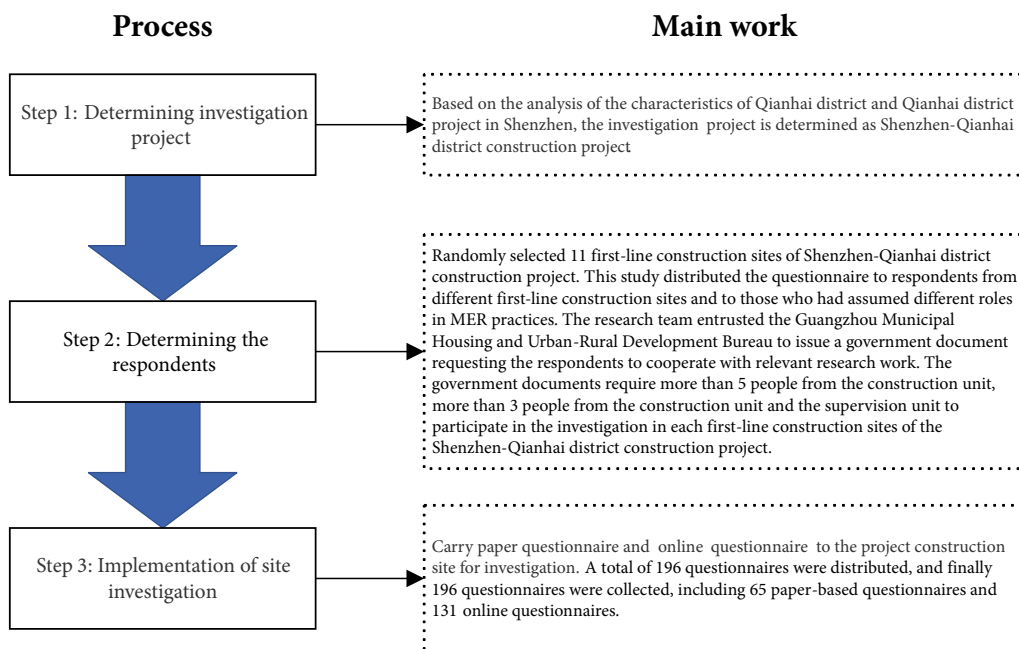 Process
Main work
Step 1: Determining investigation
project
Based on the analysis of the characteristics of Qianhai district and Qianhai district
project in Shenzhen, the investigation project is determined as Shenzhen-Qianhai
district construction project
Step 2: Determining the
respondents
Randomly selected 11 first-line construction sites of Shenzhen-Qianhai district
construction project. This study distributed the questionnaire to respondents from
different first-line construction sites and to those who had assumed different roles
in MER practices. The research team entrusted the Guangzhou Municipal
Housing and Urban-Rural Development Bureau to issue a government document
requesting the respondents to cooperate with relevant research work. The
government documents require more than 5 people from the construction unit,
more than 3 people from the construction unit and the supervision unit to
participate in the investigation in each first-line construction sites of the
Shenzhen-Qianhai district construction project.
Step 3: Implementation of site
investigation
Carry paper questionnaire and online questionnaire to the project construction
site for investigation. A total of 196 questionnaires were distributed, and finally
196 questionnaires were collected, including 65 paper-based questionnaires and
131 online questionnaires.